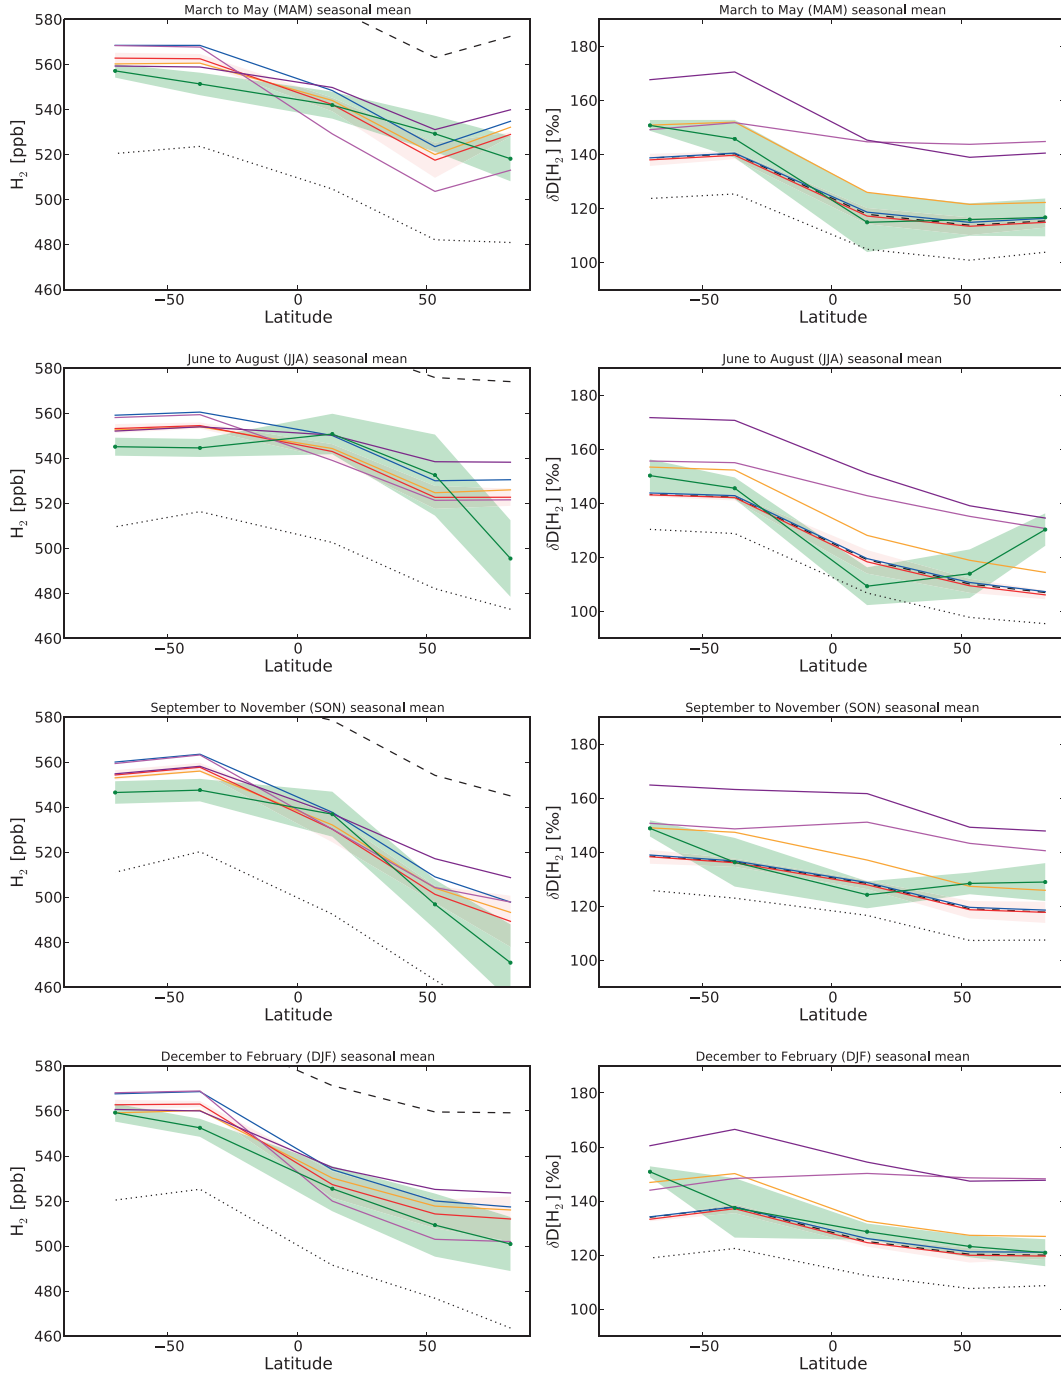 March to May (MAM) seasonal mean
580
560
540
520
500
480
460
H₂ [ppb]
−50 0 50
Latitude
March to May (MAM) seasonal mean
180
160
140
120
100
δD[H₂] [‰]
−50 0 50
Latitude
June to August (JJA) seasonal mean
580
560
540
520
500
480
460
H₂ [ppb]
−50 0 50
Latitude
June to August (JJA) seasonal mean
180
160
140
120
100
δD[H₂] [‰]
−50 0 50
Latitude
September to November (SON) seasonal mean
580
560
540
520
500
480
460
H₂ [ppb]
−50 0 50
Latitude
September to November (SON) seasonal mean
180
160
140
120
100
δD[H₂] [‰]
−50 0 50
Latitude
December to February (DJF) seasonal mean
580
560
540
520
500
480
460
H₂ [ppb]
−50 0 50
Latitude
December to February (DJF) seasonal mean
180
160
140
120
100
δD[H₂] [‰]
−50 0 50
Latitude